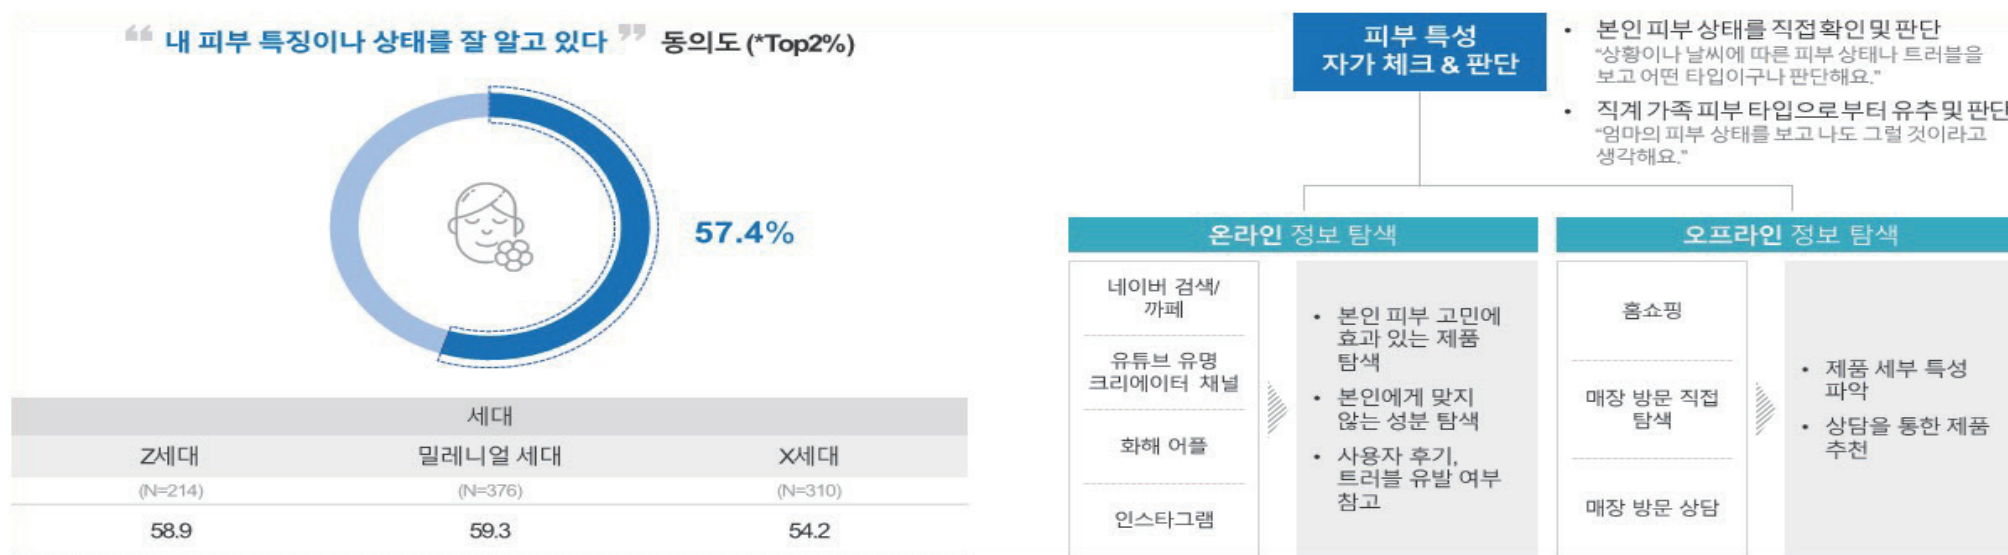 “ 내 피부 특징이나 상태를 잘 알고 있다 ” 동의도 (*Top2%)
57.4%
세대
Z세대 밀레니얼 세대 X세대
(N=214) (N=376) (N=310)
58.9 59.3 54.2
피부 특성
자가 체크 & 판단
• 본인 피부 상태를 직접 확인 및 판단
“상황이나 날씨에 따른 피부 상태나 트러블을
보고 어떤 타입이구나 판단해요.”
• 직계 가족 피부 타입으로부터 유추 및 판단
“엄마의 피부 상태를 보고 나도 그럴 것이라고
생각해요.”
온라인 정보 탐색
네이버 검색/
까페
유튜브 유명
크리에이터 채널
화해 어플
인스타그램
• 본인 피부 고민에
효과 있는 제품
탐색
• 본인에게 맞지
않는 성분 탐색
• 사용자 후기,
트러블 유발 여부
참고
오프라인 정보 탐색
홈쇼핑
매장 방문 직접
탐색
매장 방문 상담
• 제품 세부 특성
파악
• 상담을 통한 제품
추천